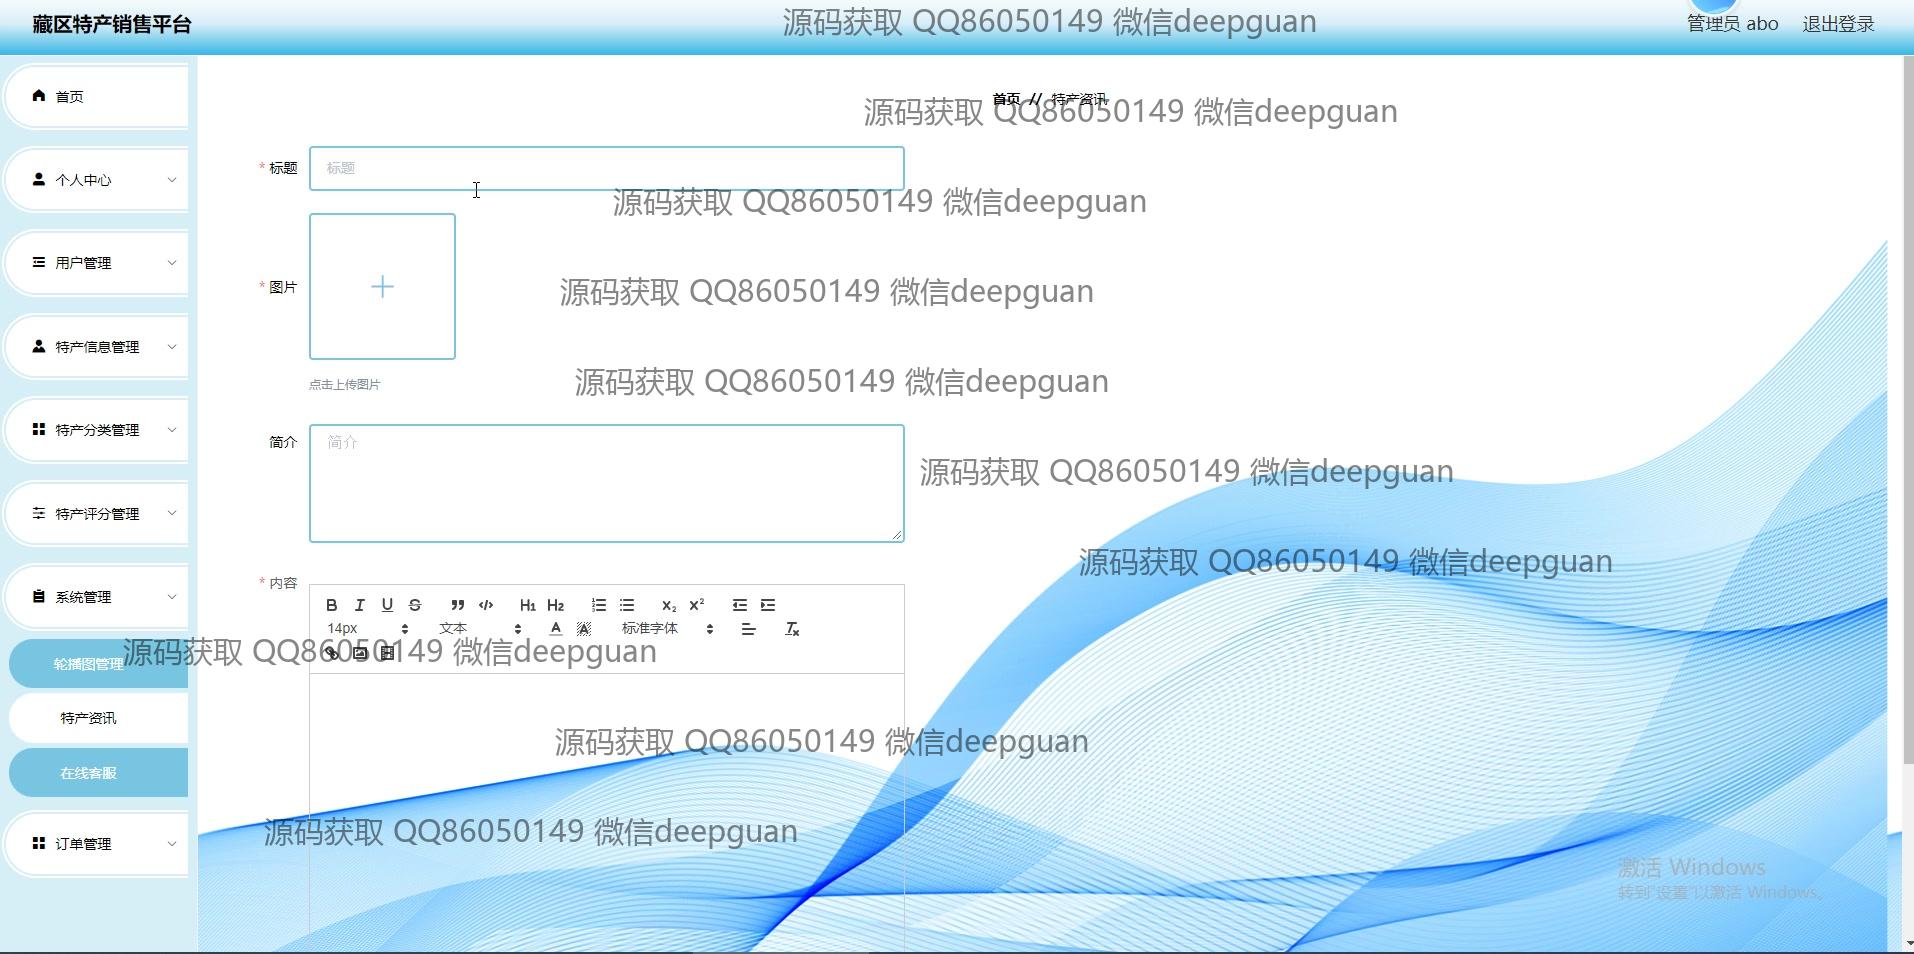 藏区特产销售平台
源码获取 QQ86050149 微信deepguan
管理员 abo
退出登录
首页
个人中心
用户管理
特产信息管理
特产分类管理
特产评分管理
系统管理
轮播图管理
特产资讯
在线客服
订单管理
首页 // 特产资讯
源码获取 QQ86050149 微信deepguan
* 标题
标题
源码获取 QQ86050149 微信deepguan
* 图片
源码获取 QQ86050149 微信deepguan
点击上传图片
源码获取 QQ86050149 微信deepguan
简介
简介
源码获取 QQ86050149 微信deepguan
源码获取 QQ86050149 微信deepguan
* 内容
B I U S ” </> H1 H2 X2 X2
14px 文本 A A 标准字体 Tx
源码获取 QQ86050149 微信deepguan
源码获取 QQ86050149 微信deepguan
源码获取 QQ86050149 微信deepguan
激活 Windows
转到"设置"以激活 Windows。